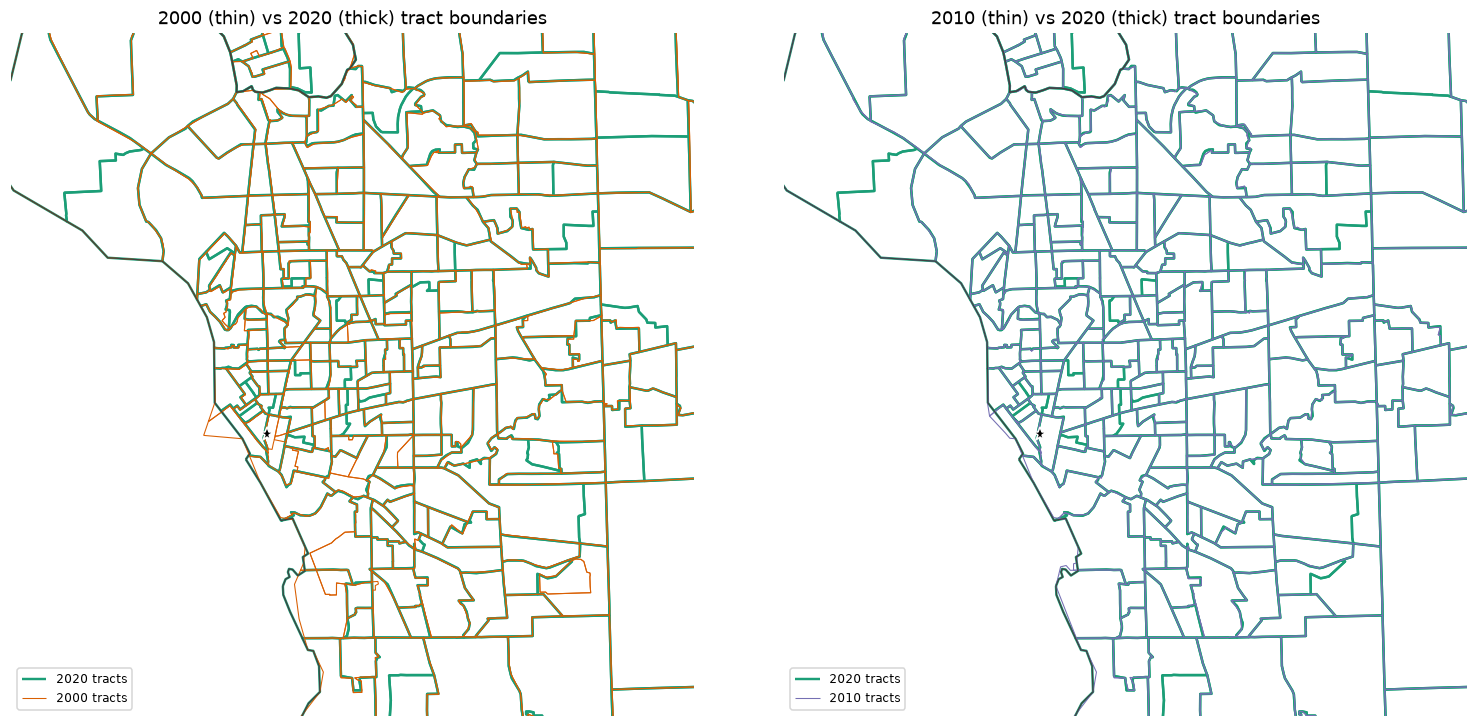 2000 (thin) vs 2020 (thick) tract boundaries
2020 tracts
2000 tracts
2010 (thin) vs 2020 (thick) tract boundaries
2020 tracts
2010 tracts